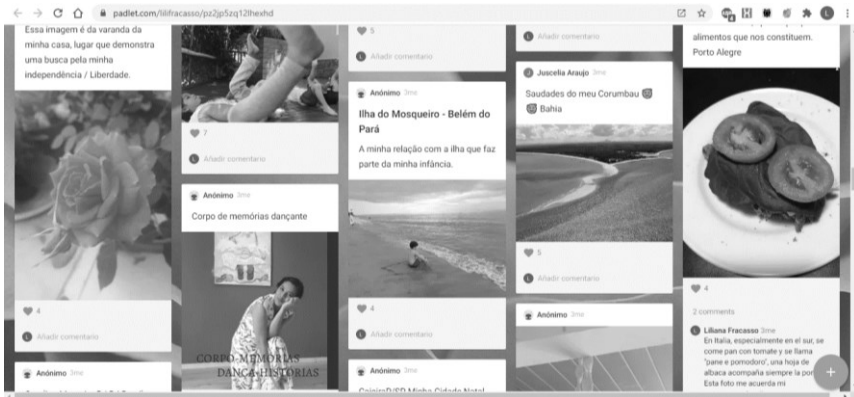 padlet.com/lilifracasso/pz2jp5zq12lhexhd
Essa imagem é da varanda da
minha casa, lugar que demonstra
uma busca pela minha
independência / Liberdade.
4
L Añadir comentario
Anónimo 3me
7
L Añadir comentario
Anónimo 3me
Corpo de memórias dançante
CORPO-MEMÓRIAS
DANÇA-HISTÓRIAS
5
L Añadir comentario
Anónimo 3me
Ilha do Mosqueiro - Belém do
Pará
A minha relação com a ilha que faz
parte da minha infância.
4
L Añadir comentario
Anónimo 3me
Minha Cidade Natal
L Añadir comentario
J Juscelia Araujo 3me
Saudades do meu Corumbau
Bahia
5
L Añadir comentario
Anónimo 3me
alimentos que nos constituem.
Porto Alegre
4
2 comments
L Liliana Fracasso 3me
En Italia, especialmente en el sur, se
come pan con tomate y se llama
"pane e pomodoro", una hoja de
albaca acompaña siempre la
Esta foto me acuerda mi
+